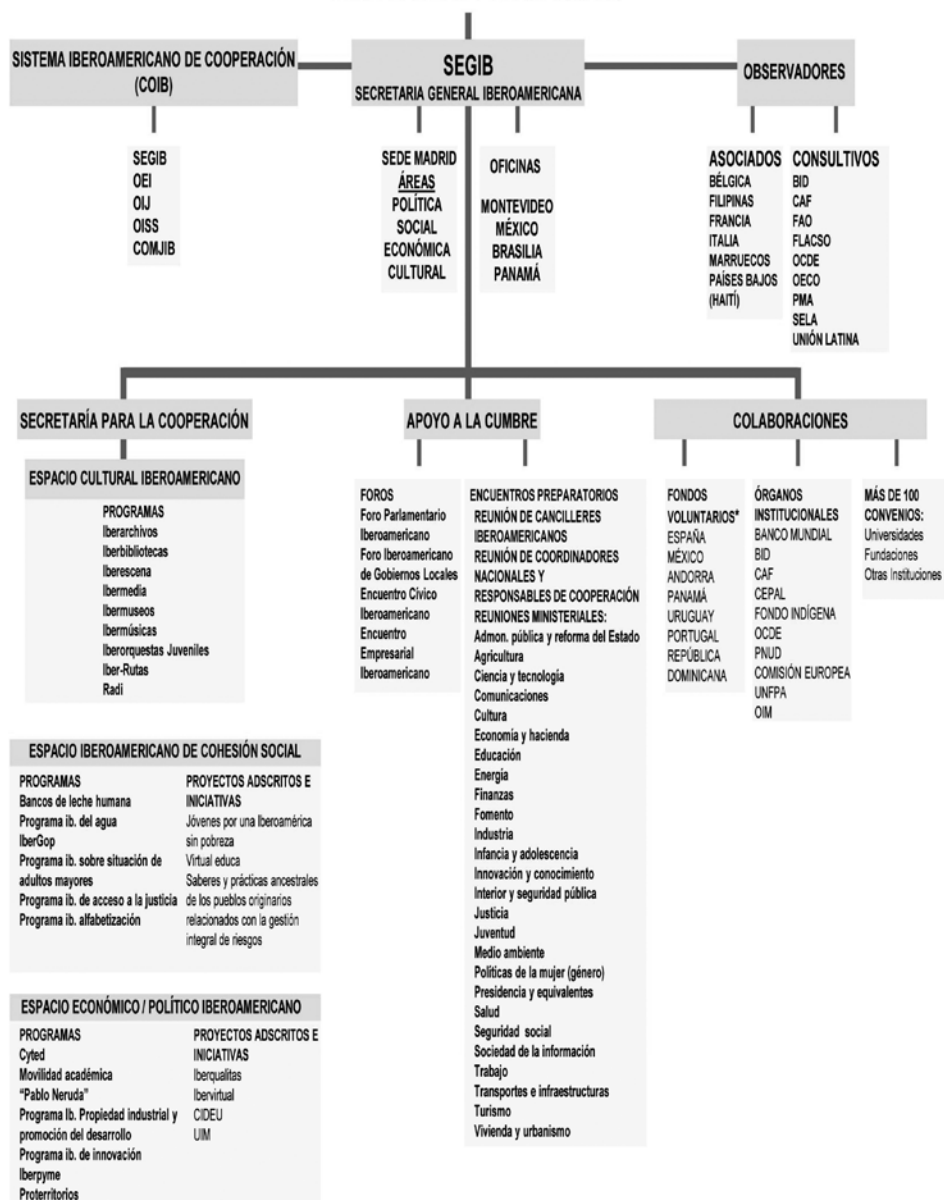 SISTEMA IBEROAMERICANO DE COOPERACIÓN
(COIB)
SEGIB
OEI
OIJ
OISS
COMJIB
SEGIB
SECRETARIA GENERAL IBEROAMERICANA
SEDE MADRID
ÁREAS
POLÍTICA
SOCIAL
ECONÓMICA
CULTURAL
OFICINAS
MONTEVIDEO
MÉXICO
BRASILIA
PANAMÁ
OBSERVADORES
ASOCIADOS
BÉLGICA
FILIPINAS
FRANCIA
ITALIA
MARRUECOS
PAÍSES BAJOS
(HAITÍ)
CONSULTIVOS
BID
CAF
FAO
FLACSO
OCDE
OECO
PMA
SELA
UNIÓN LATINA
SECRETARÍA PARA LA COOPERACIÓN
ESPACIO CULTURAL IBEROAMERICANO
PROGRAMAS
Iberarchivos
Iberbibliotecas
Iberescena
Ibermedia
Ibermuseos
Ibermúsicas
Iberorquestas Juveniles
Iber-Rutas
Radi
ESPACIO IBEROAMERICANO DE COHESIÓN SOCIAL
PROGRAMAS
Bancos de leche humana
Programa ib. del agua
IberGop
Programa ib. sobre situación de
adultos mayores
Programa ib. de acceso a la justicia
Programa ib. alfabetización
PROYECTOS ADSCRITOS E
INICIATIVAS
Jóvenes por una Iberoamérica
sin pobreza
Virtual educa
Saberes y prácticas ancestrales
de los pueblos originarios
relacionados con la gestión
integral de riesgos
ESPACIO ECONÓMICO / POLÍTICO IBEROAMERICANO
PROGRAMAS
Cyted
Movilidad académica
“Pablo Neruda”
Programa Ib. Propiedad industrial y
promoción del desarrollo
Programa ib. de innovación
Iberpyme
Proterritorios
PROYECTOS ADSCRITOS E
INICIATIVAS
Iberqualitas
Ibervirtual
CIDEU
UIM
APOYO A LA CUMBRE
FOROS
Foro Parlamentario
Iberoamericano
Foro Iberoamericano
de Gobiernos Locales
Encuentro Cívico
Iberoamericano
Encuentro
Empresarial
Iberoamericano
ENCUENTROS PREPARATORIOS
REUNIÓN DE CANCILLERES
IBEROAMERICANOS
REUNIÓN DE COORDINADORES
NACIONALES Y
RESPONSABLES DE COOPERACIÓN
REUNIONES MINISTERIALES:
Admon. pública y reforma del Estado
Agricultura
Ciencia y tecnología
Comunicaciones
Cultura
Economía y hacienda
Educación
Energia
Finanzas
Fomento
Industria
Infancia y adolescencia
Innovación y conocimiento
Interior y seguridad pública
Justicia
Juventud
Medio ambiente
Políticas de la mujer (género)
Presidencia y equivalentes
Salud
Seguridad social
Sociedad de la información
Trabajo
Transportes e infraestructuras
Turismo
Vivienda y urbanismo
COLABORACIONES
FONDOS
VOLUNTARIOS*
ESPAÑA
MÉXICO
ANDORRA
PANAMÁ
URUGUAY
PORTUGAL
REPÚBLICA
DOMINICANA
ÓRGANOS
INSTITUCIONALES
BANCO MUNDIAL
BID
CAF
CEPAL
FONDO INDÍGENA
OCDE
PNUD
COMISIÓN EUROPEA
UNFPA
OIM
MÁS DE 100
CONVENIOS:
Universidades
Fundaciones
Otras Instituciones